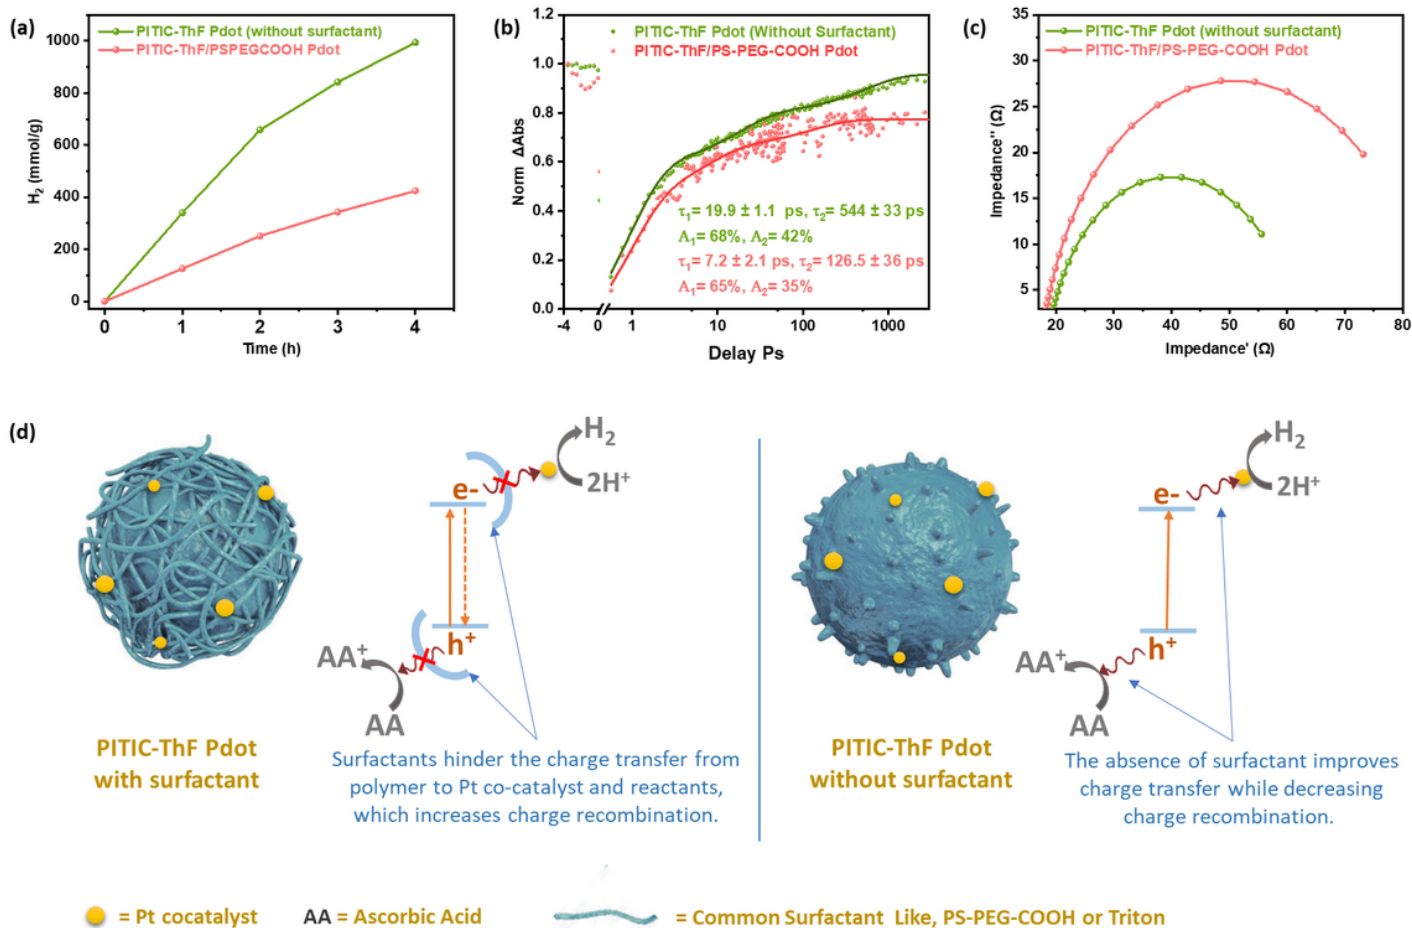 (a)
PITIC-ThF Pdot (without surfactant)
PITIC-ThF/PSPEGCOOH Pdot
H₂ (mmol/g)
1000
800
600
400
200
0
0 1 2 3 4
Time (h)
(b)
PITIC-ThF Pdot (Without Surfactant)
PITIC-ThF/PS-PEG-COOH Pdot
Norm ΔAbs
1.2
1.0
0.8
0.6
0.4
0.2
0.0
τ₁= 19.9 ± 1.1 ps, τ₂= 544 ± 33 ps
A₁= 68%, A₂= 42%
τ₁= 7.2 ± 2.1 ps, τ₂= 126.5 ± 36 ps
A₁= 65%, A₂= 35%
-4 0 1 10 100 1000
Delay Ps
(c)
PITIC-ThF Pdot (without surfactant)
PITIC-ThF/PS-PEG-COOH Pdot
Impedance'' (Ω)
35
30
25
20
15
10
5
20 30 40 50 60 70 80
Impedance' (Ω)
(d)
H₂
2H⁺
e-
h⁺
AA⁺
AA
PITIC-ThF Pdot
with surfactant
Surfactants hinder the charge transfer from
polymer to Pt co-catalyst and reactants,
which increases charge recombination.
H₂
2H⁺
e-
h⁺
AA⁺
AA
PITIC-ThF Pdot
without surfactant
The absence of surfactant improves
charge transfer while decreasing
charge recombination.
= Pt cocatalyst
AA = Ascorbic Acid
= Common Surfactant Like, PS-PEG-COOH or Triton